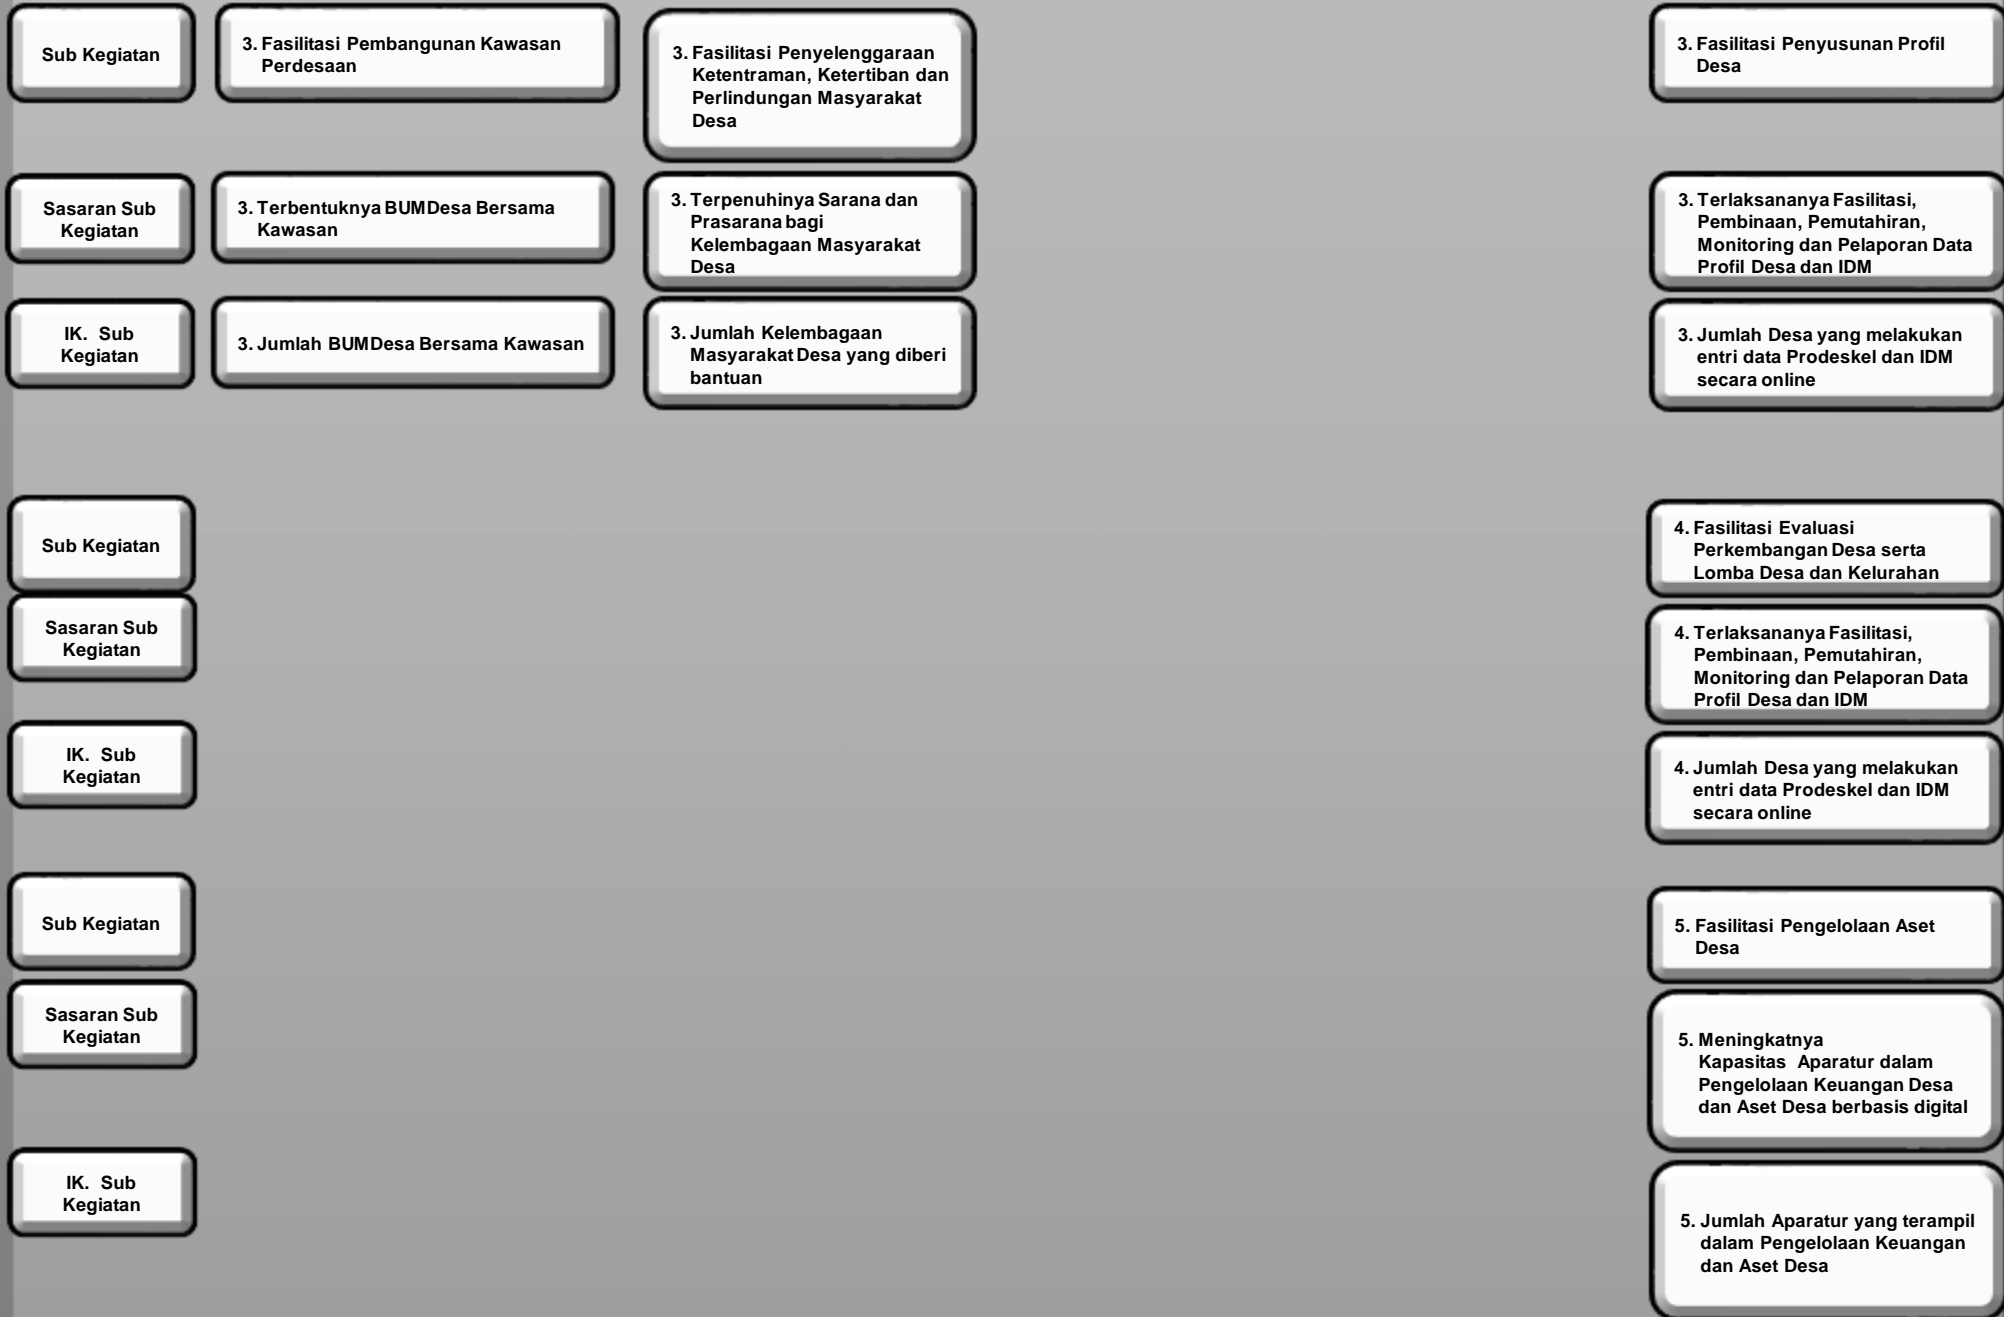 Sub Kegiatan
3. Fasilitasi Pembangunan Kawasan
Perdesaan
3. Fasilitasi Penyelenggaraan
Ketentraman, Ketertiban dan
Perlindungan Masyarakat
Desa
3. Fasilitasi Penyusunan Profil
Desa
Sasaran Sub
Kegiatan
3. Terbentuknya BUMDesa Bersama
Kawasan
3. Terpenuhinya Sarana dan
Prasarana bagi
Kelembagaan Masyarakat
Desa
3. Terlaksananya Fasilitasi,
Pembinaan, Pemutahiran,
Monitoring dan Pelaporan Data
Profil Desa dan IDM
IK. Sub
Kegiatan
3. Jumlah BUMDesa Bersama Kawasan
3. Jumlah Kelembagaan
Masyarakat Desa yang diberi
bantuan
3. Jumlah Desa yang melakukan
entri data Prodeskel dan IDM
secara online
Sub Kegiatan
4. Fasilitasi Evaluasi
Perkembangan Desa serta
Lomba Desa dan Kelurahan
Sasaran Sub
Kegiatan
4. Terlaksananya Fasilitasi,
Pembinaan, Pemutahiran,
Monitoring dan Pelaporan Data
Profil Desa dan IDM
IK. Sub
Kegiatan
4. Jumlah Desa yang melakukan
entri data Prodeskel dan IDM
secara online
Sub Kegiatan
5. Fasilitasi Pengelolaan Aset
Desa
Sasaran Sub
Kegiatan
5. Meningkatnya
Kapasitas Aparatur dalam
Pengelolaan Keuangan Desa
dan Aset Desa berbasis digital
IK. Sub
Kegiatan
5. Jumlah Aparatur yang terampil
dalam Pengelolaan Keuangan
dan Aset Desa